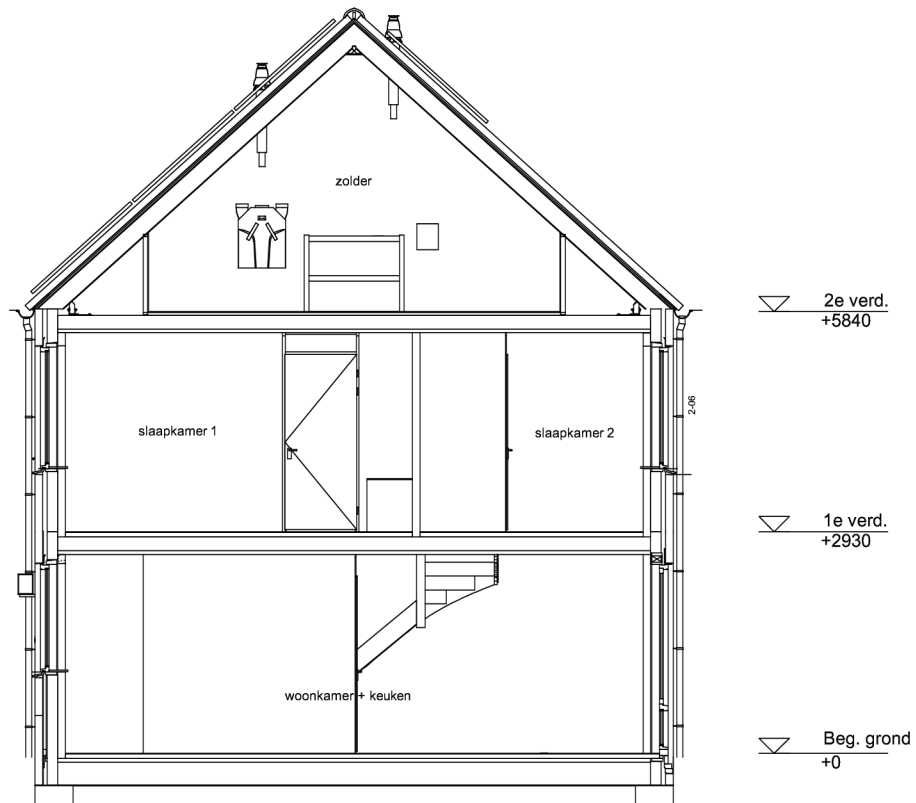 zolder
2e verd.
+5840
2-06
slaapkamer 1
slaapkamer 2
1e verd.
+2930
woonkamer + keuken
Beg. grond
+0